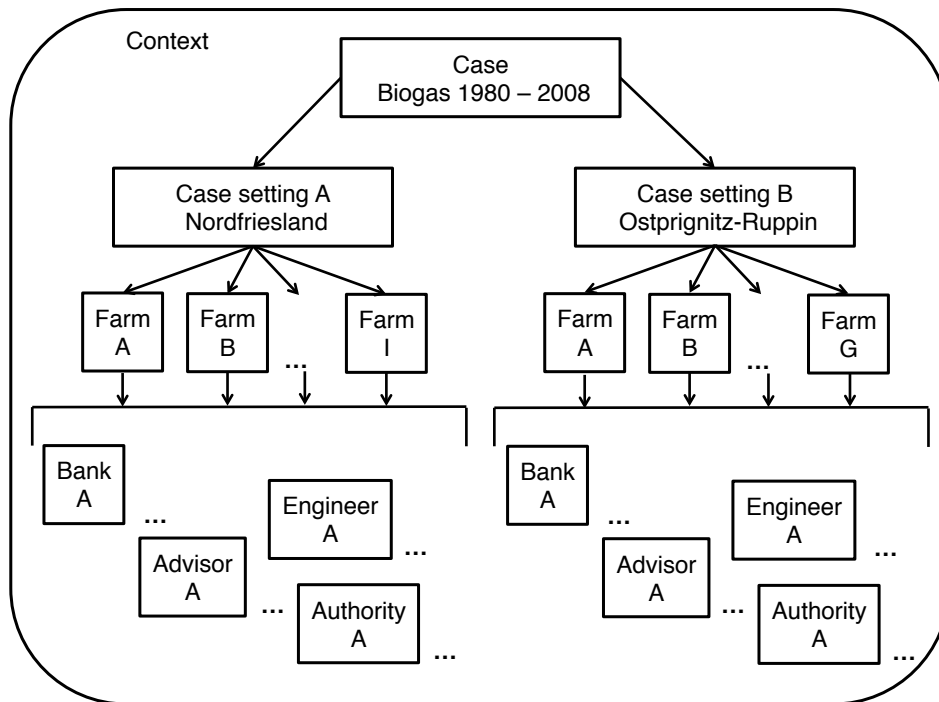 Context
Case
Biogas 1980 – 2008
Case setting A
Nordfriesland
Case setting B
Ostprignitz-Ruppin
Farm
A
Farm
B
...
Farm
I
Farm
A
Farm
B
...
Farm
G
Bank
A
...
Engineer
A
...
Advisor
A
...
Authority
A
...
Bank
A
...
Engineer
A
...
Advisor
A
...
Authority
A
...